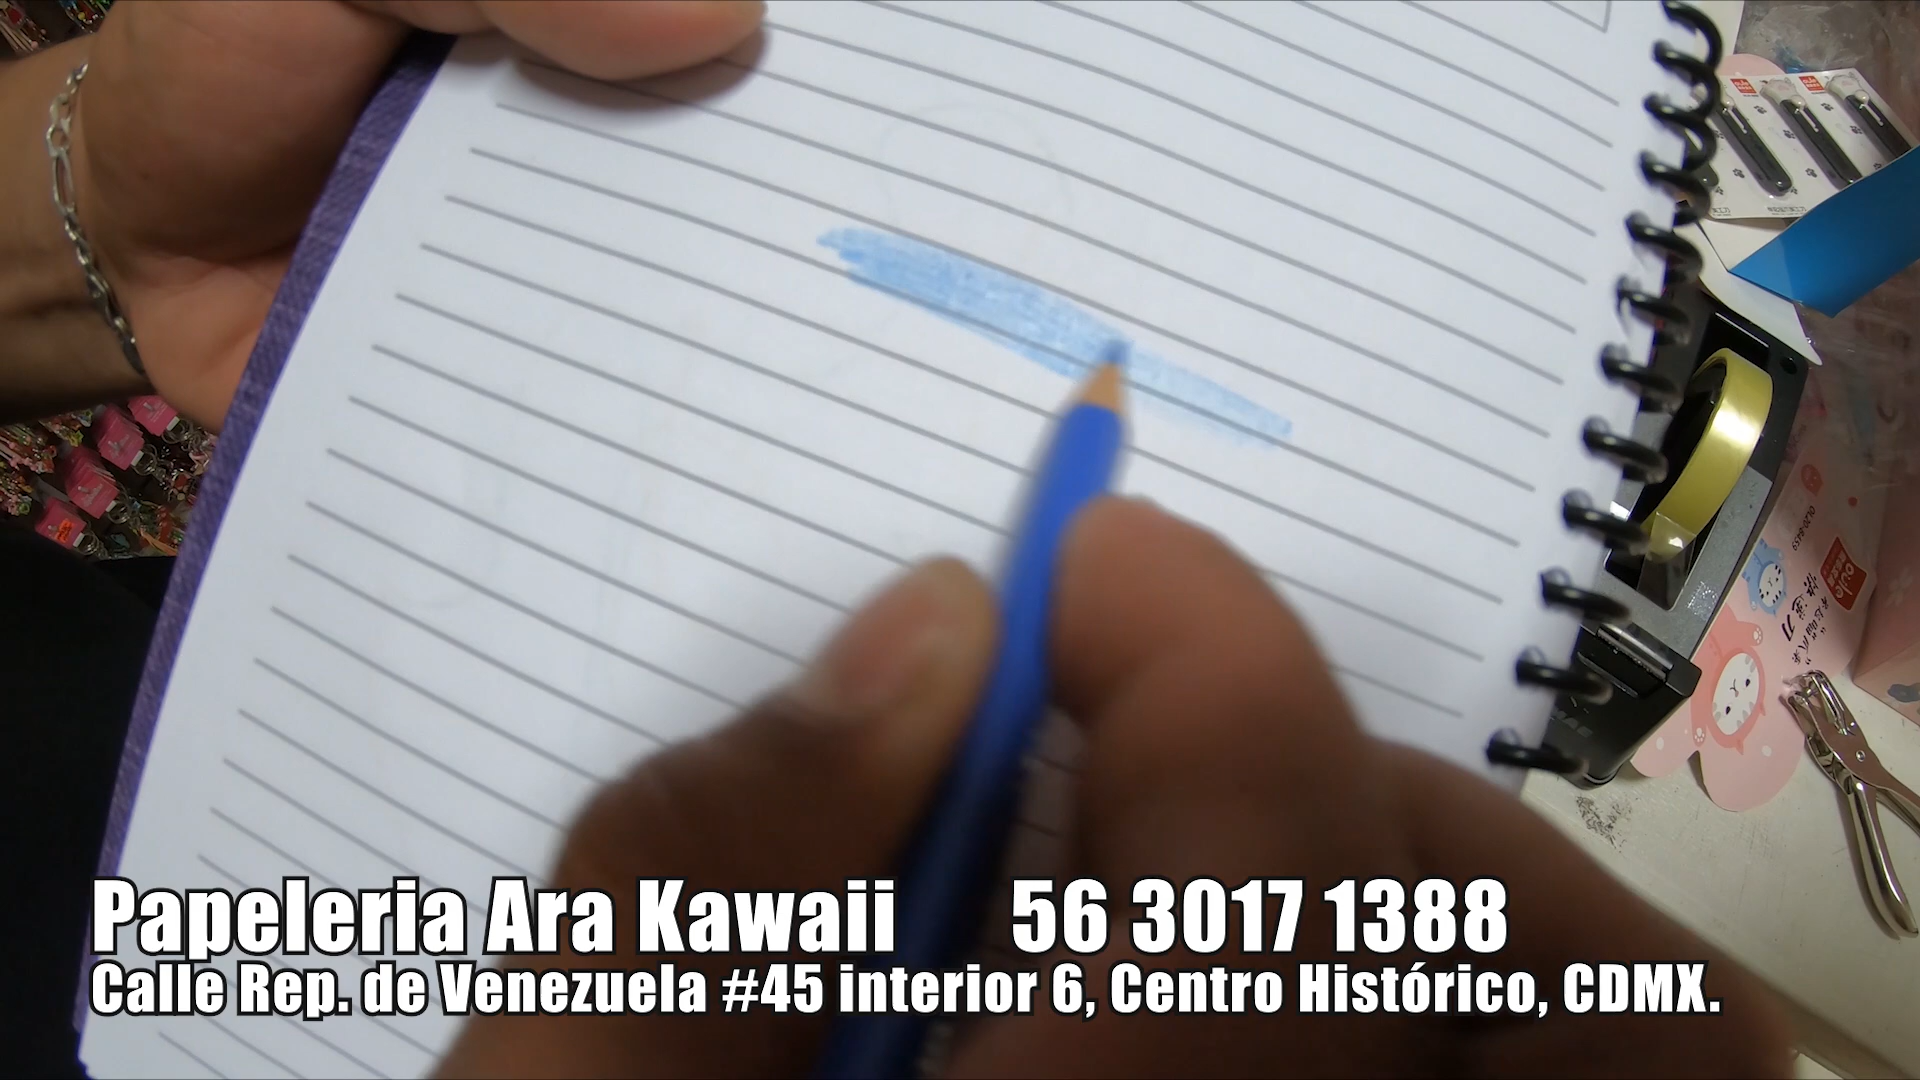 Papeleria Ara Kawaii 56 3017 1388
Calle Rep. de Venezuela #45 interior 6, Centro Histórico, CDMX.